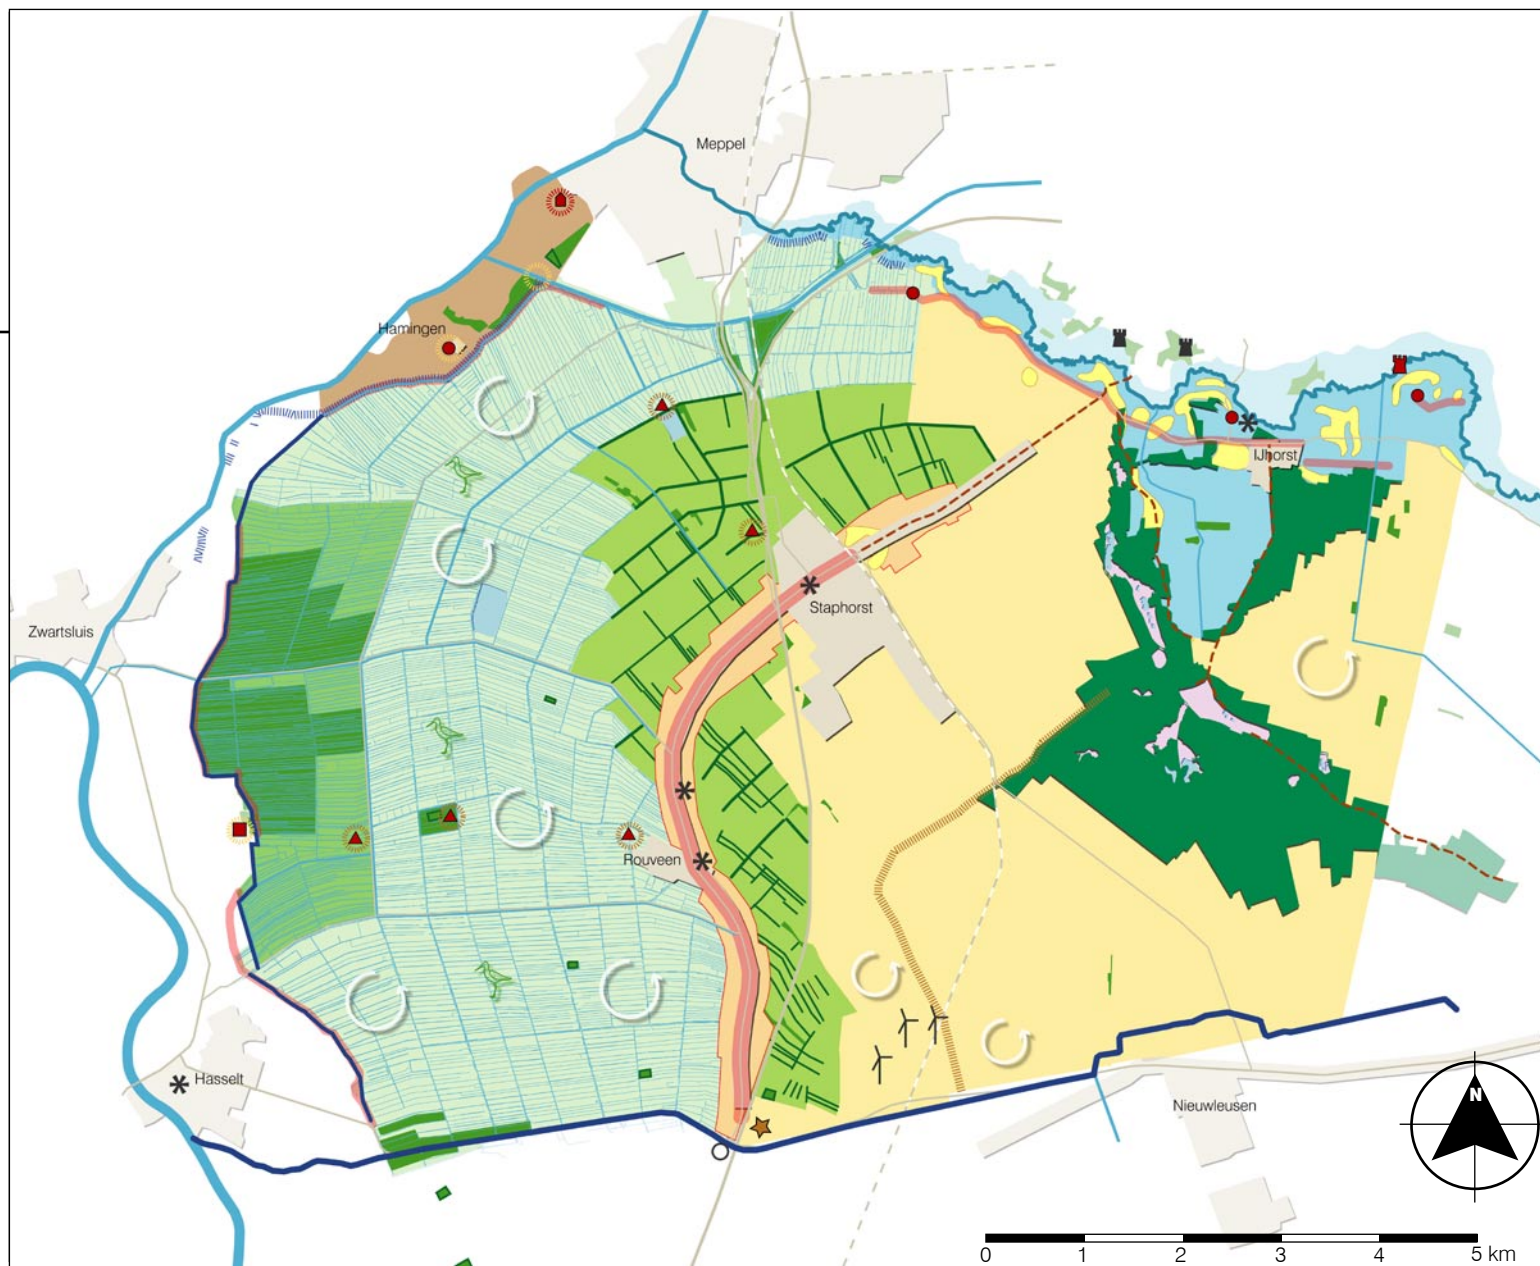 Meppel
Hamingen
IJhorst
Staphorst
Zwartsluis
Rouveen
Hasselt
Nieuwleusen
N
0 1 2 3 4 5 km